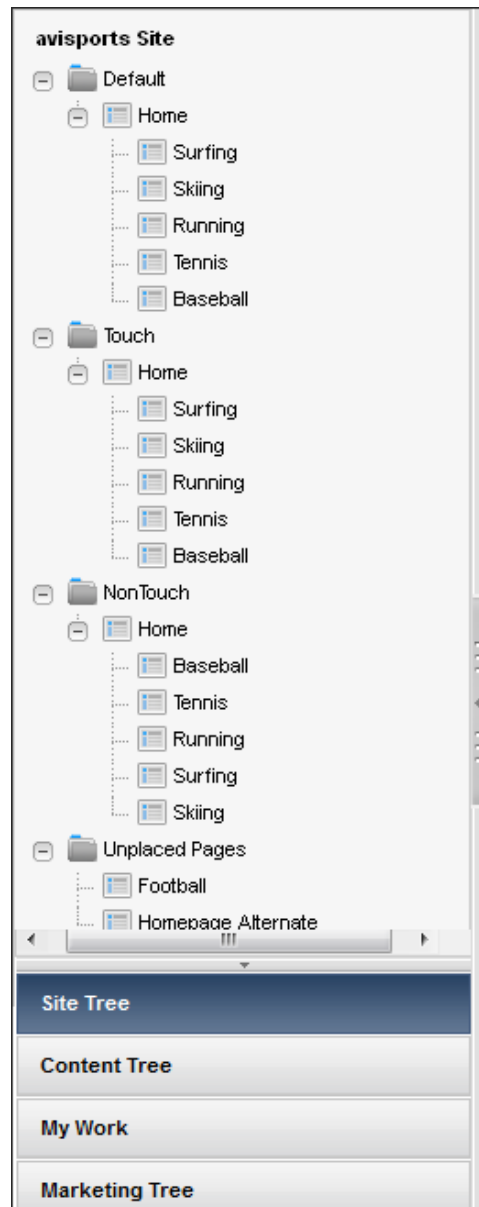 avisports Site
Default
Home
Surfing
Skiing
Running
Tennis
Baseball
Touch
Home
Surfing
Skiing
Running
Tennis
Baseball
NonTouch
Home
Baseball
Tennis
Running
Surfing
Skiing
Unplaced Pages
Football
Homepage Alternate
Site Tree
Content Tree
My Work
Marketing Tree